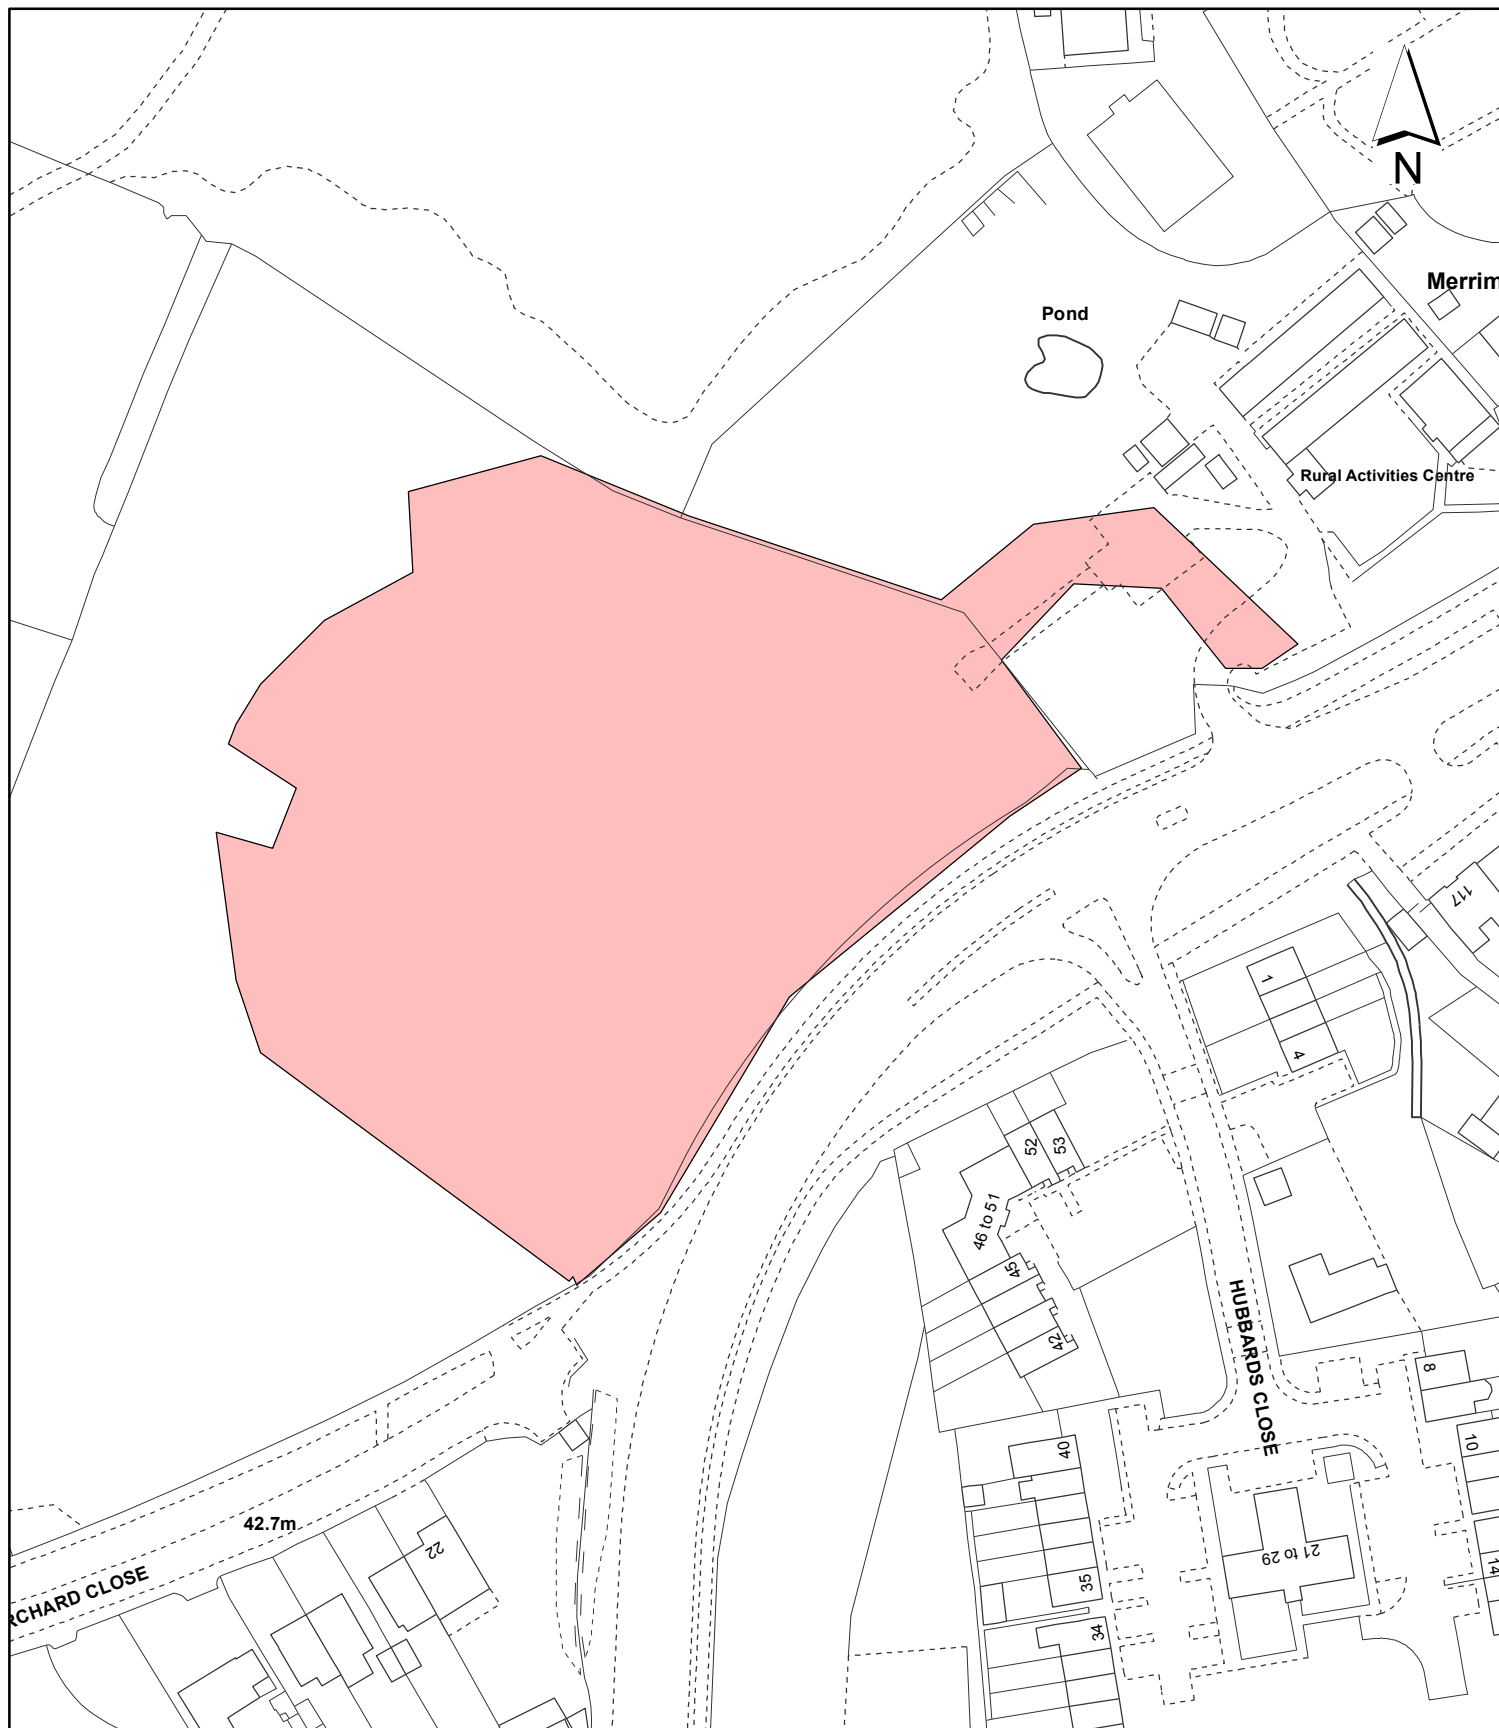 N
Merrim
Pond
Rural Activities Centre
117
1
4
52
53
46 to 51
45
42
HUBBARDS CLOSE
8
40
10
42.7m
22
21 to 29
14
35
RCHARD CLOSE
34